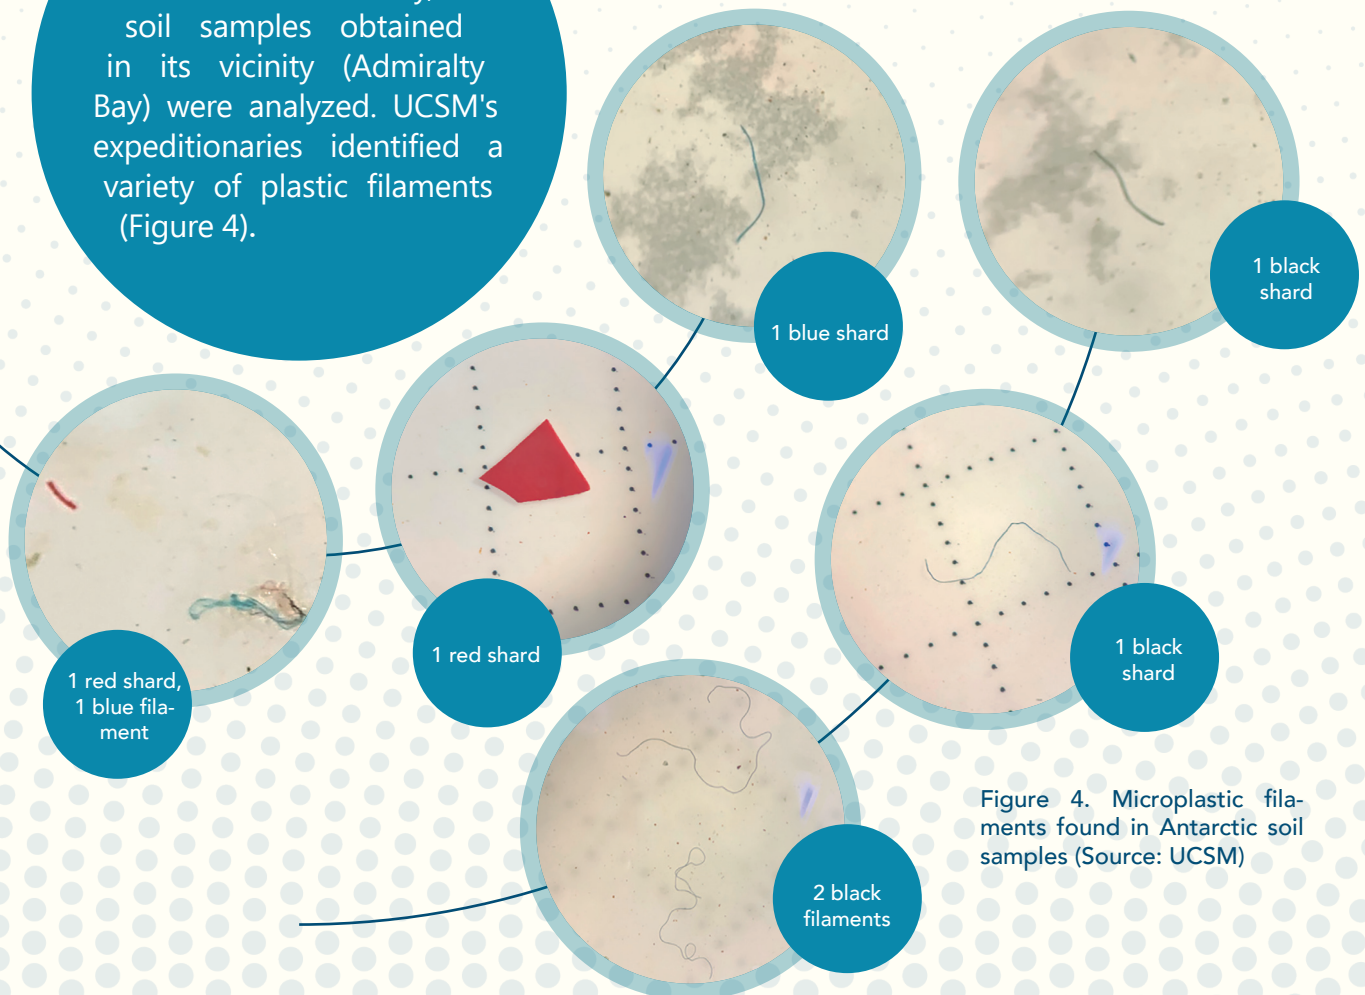 soil samples obtained
in its vicinity (Admiralty
Bay) were analyzed. UCSM's
expeditionaries identified a
variety of plastic filaments
(Figure 4).
1 blue shard
1 black
shard
1 red shard,
1 blue fila-
ment
1 red shard
1 black
shard
2 black
filaments
Figure 4. Microplastic fila-
ments found in Antarctic soil
samples (Source: UCSM)